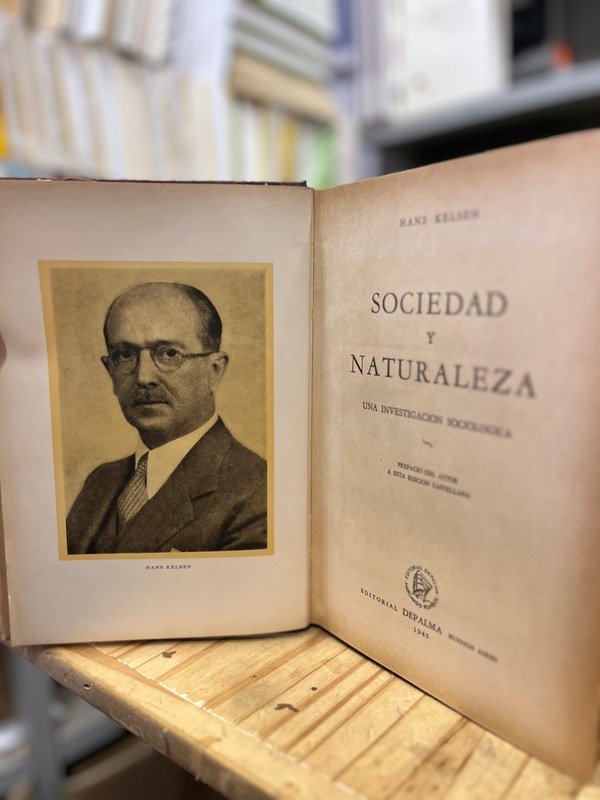 HANS KELSEN
HANS KELSEN
SOCIEDAD
Y
NATURALEZA
UNA INVESTIGACION SOCIOLOGICA
PREFACIO DEL AUTOR
A ESTA EDICION CASTELLANA
EDITORIAL DEPALMA BUENOS AIRES
1945